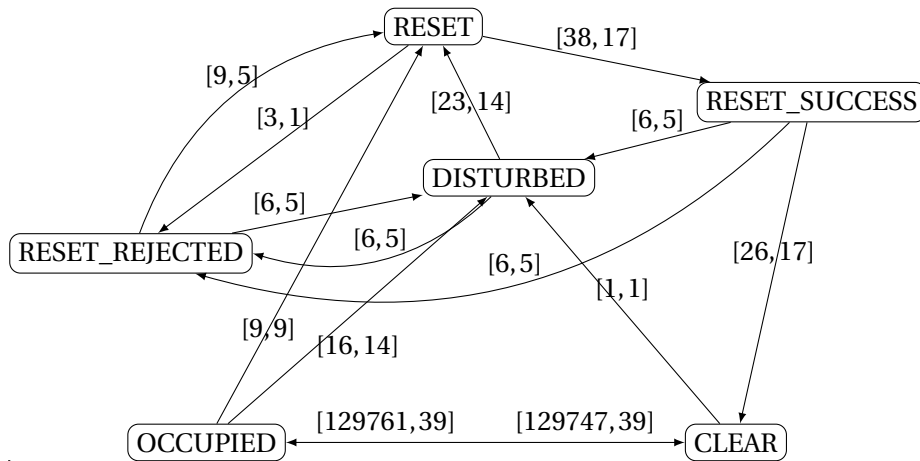 RESET
[38,17]
[9,5]
RESET_SUCCESS
[23,14]
[3,1]
[6,5]
DISTURBED
[6,5]
RESET_REJECTED
[6,5]
[26,17]
[6,5]
[1,1]
[9,9]
[16,14]
[129761,39] [129747,39]
OCCUPIED CLEAR